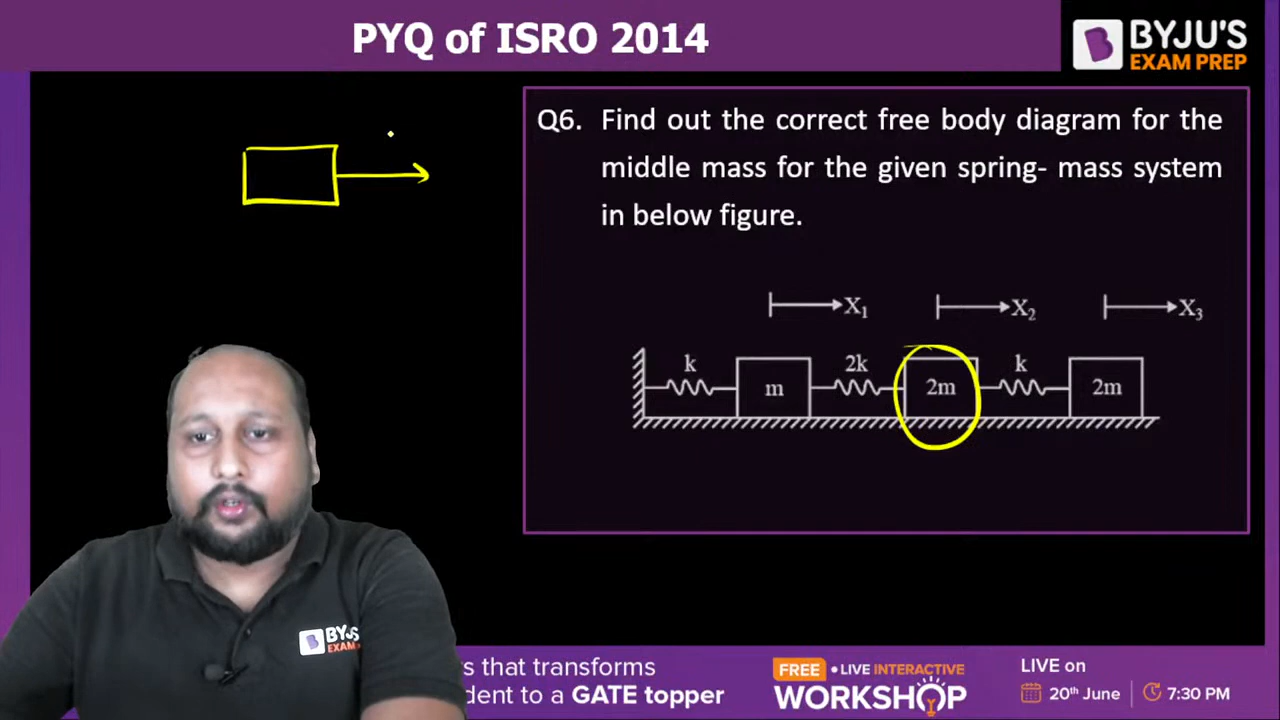 PYQ of ISRO 2014
BYJU'S
EXAM PREP
Q6. Find out the correct free body diagram for the
middle mass for the given spring- mass system
in below figure.
X₁ X₂ X₃
k 2k k
m 2m 2m
BYJU'S
EXAM
s that transforms
dent to a GATE topper
FREE • LIVE INTERACTIVE
WORKSHOP
LIVE on
20th June 7:30 PM